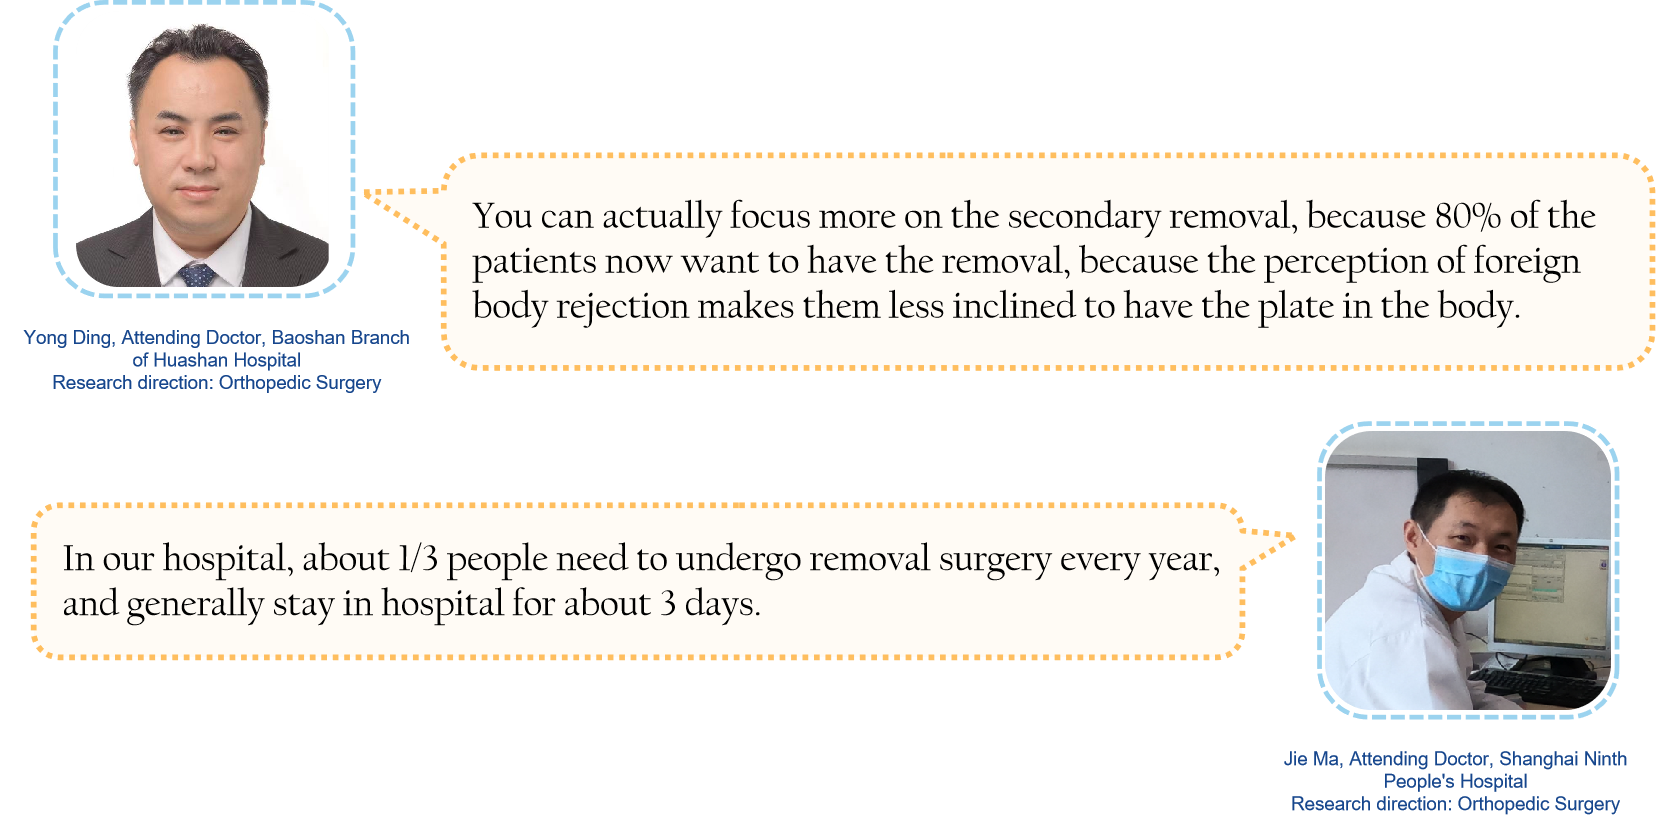 You can actually focus more on the secondary removal, because 80% of the
patients now want to have the removal, because the perception of foreign
body rejection makes them less inclined to have the plate in the body.
Yong Ding, Attending Doctor, Baoshan Branch
of Huashan Hospital
Research direction: Orthopedic Surgery
In our hospital, about 1/3 people need to undergo removal surgery every year,
and generally stay in hospital for about 3 days.
Jie Ma, Attending Doctor, Shanghai Ninth
People's Hospital
Research direction: Orthopedic Surgery